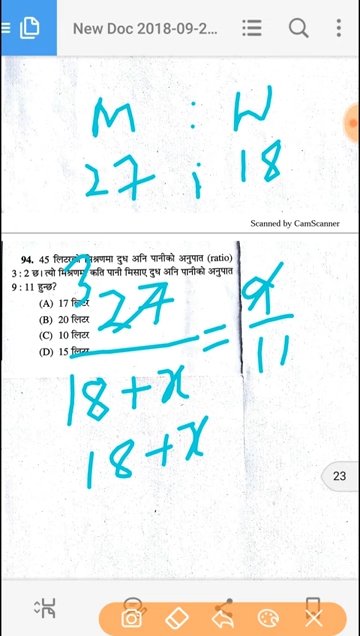 New Doc 2018-09-2...
M : W
27 : 18
Scanned by CamScanner
94. 45 लिटरको मिश्रणमा दुध अनि पानीको अनुपात (ratio)
3 : 2 छ। त्यो मिश्रणमा कति पानी मिसाए दुध अनि पानीको अनुपात
9 : 11 हुन्छ?
(A) 17 लिटर
(B) 20 लिटर
(C) 10 लिटर
(D) 15 लिटर
3
27 / 18 + x = 9 / 11
18 + x
23